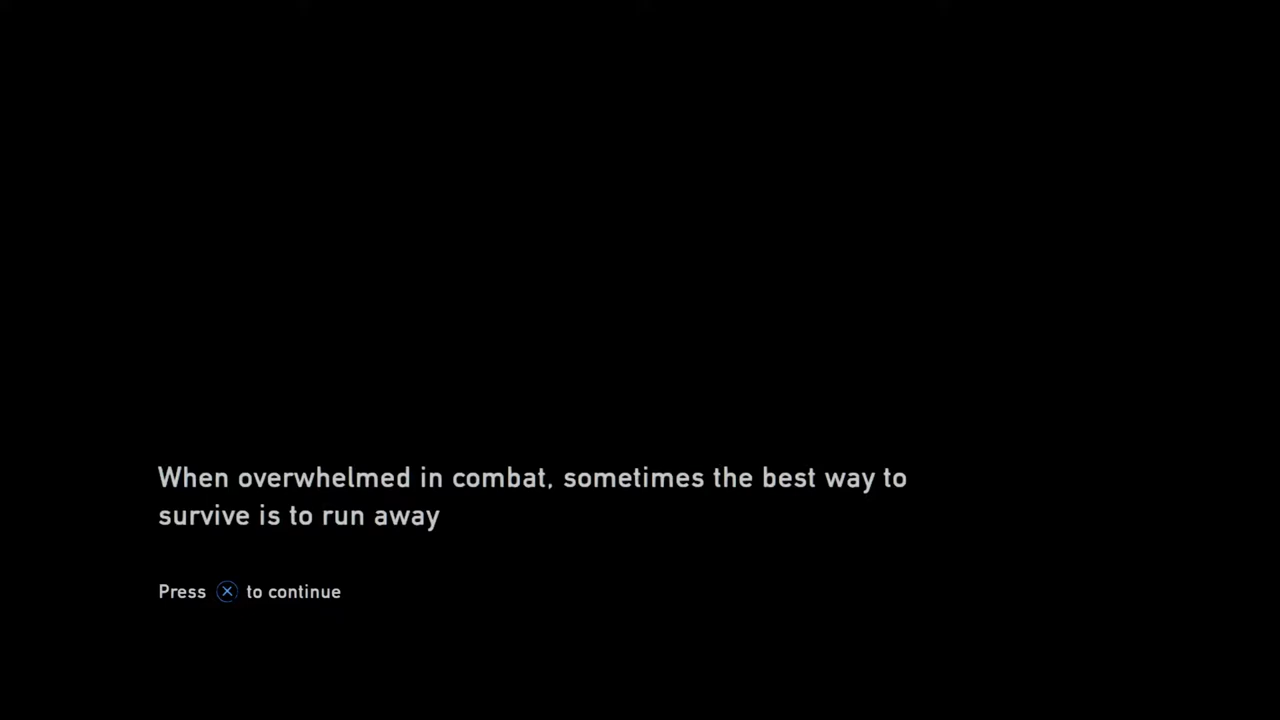 When overwhelmed in combat, sometimes the best way to
survive is to run away
Press ⓧ to continue